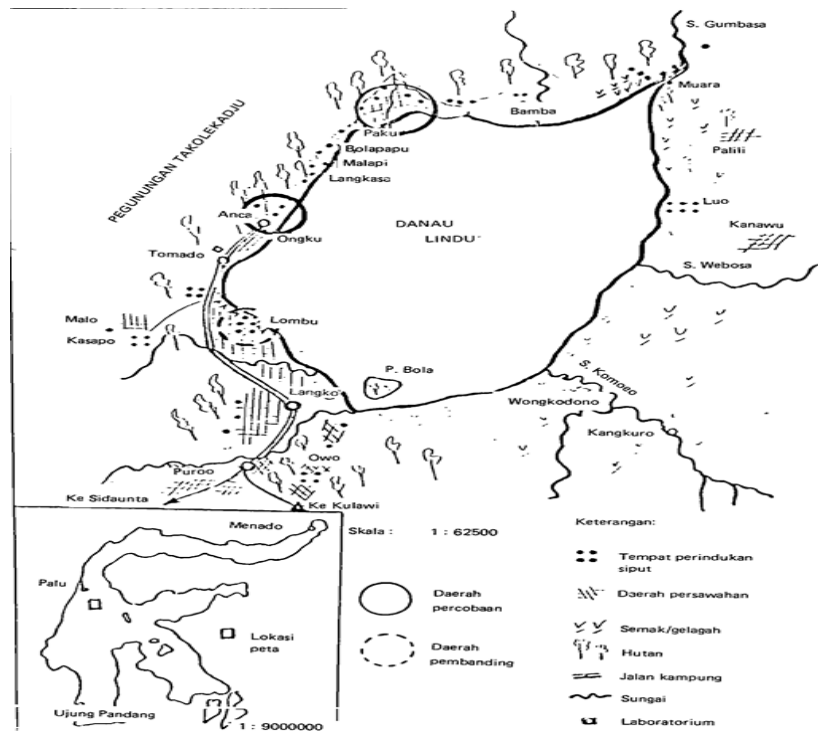 S. Gumbasa
Muara
Bamba
Paku
Bolapapu
Malapi
Langkasa
PEGUNUNGAN TAKOLEKADJU
Palili
Luo
Anca
Ongku
DANAU
LINDU
Kanawu
Tomado
S. Webosa
Malo
Kasapo
Lombu
P. Bola
S. Komoeo
Langko
Wongkodono
Kangkuro
Owo
Puroo
Ke Sidaunta
Ke Kulawi
Menado
Palu
Lokasi
peta
Ujung Pandang
1 : 9000000
Skala : 1 : 62500
Daerah
percobaan
Daerah
pembanding
Keterangan:
Tempat perindukan
siput
Daerah persawahan
Semak/gelagah
Hutan
Jalan kampung
Sungai
Laboratorium